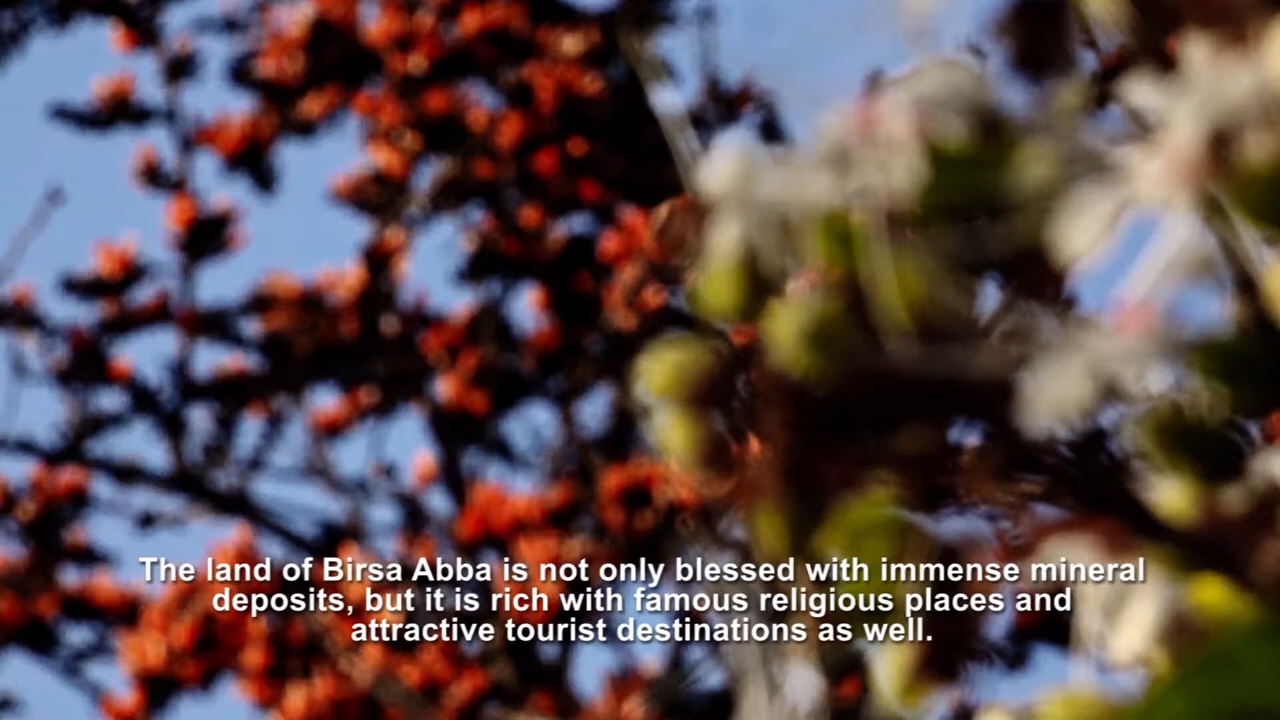 The land of Birsa Abba is not only blessed with immense mineral
deposits, but it is rich with famous religious places and
attractive tourist destinations as well.